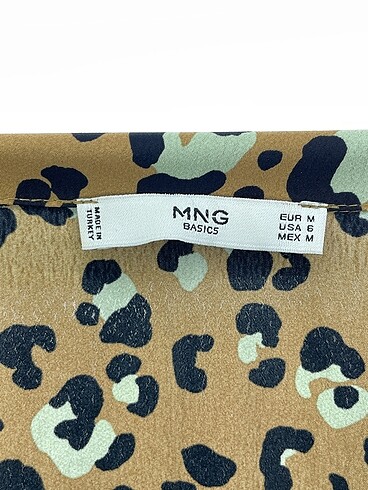 MADE IN
TURKEY
MNG
BASICS
EUR M
USA 6
MEX M